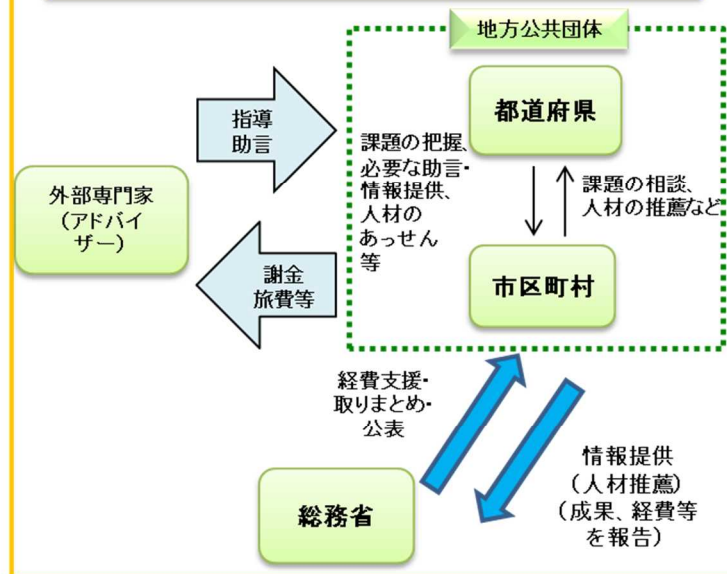 地方公共団体
都道府県
指導
助言
課題の把握、
必要な助言・
情報提供、
人材の
あっせん
等
課題の相談、
人材の推薦など
外部専門家
（アドバイ
ザー）
謝金
旅費等
市区町村
経費支援・
取りまとめ・
公表
情報提供
（人材推薦）
（成果、経費等
を報告）
総務省